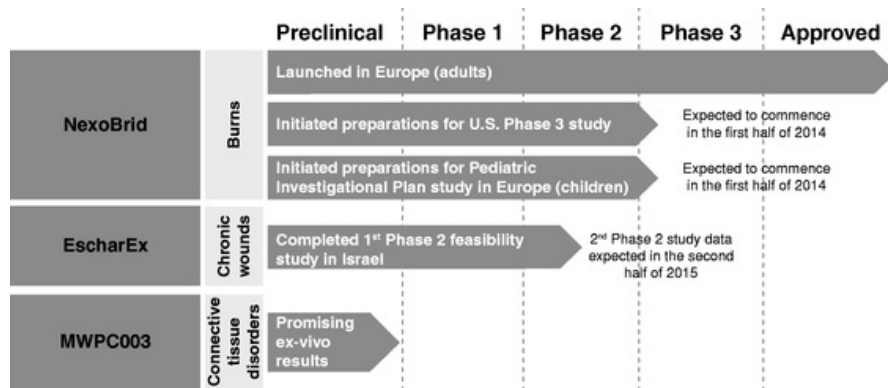 Preclinical Phase 1 Phase 2 Phase 3 Approved
NexoBrid
Burns
Launched in Europe (adults)
Initiated preparations for U.S. Phase 3 study
Expected to commence
in the first half of 2014
Initiated preparations for Pediatric
Investigational Plan study in Europe (children)
Expected to commence
in the first half of 2014
EscharEx
Chronic
wounds
Completed 1st Phase 2 feasibility
study in Israel
2nd Phase 2 study data
expected in the second
half of 2015
MWPC003
Connective
tissue
disorders
Promising
ex-vivo
results